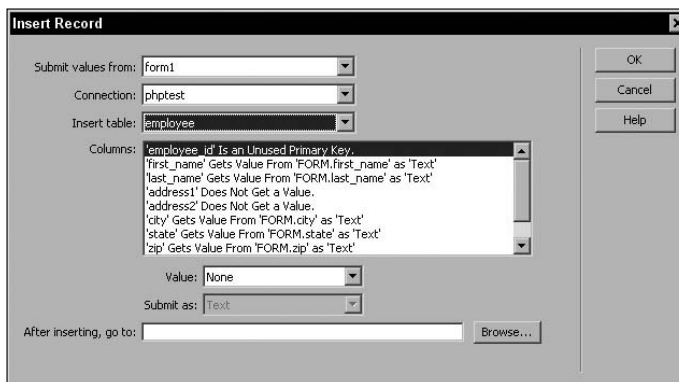 Insert Record
Submit values from: form1
OK
Connection: phptest
Cancel
Insert table: employee
Help
Columns: 'employee_id' Is an Unused Primary Key.
'first_name' Gets Value From 'FORM.first_name' as 'Text'
'last_name' Gets Value From 'FORM.last_name' as 'Text'
'address1' Does Not Get a Value.
'address2' Does Not Get a Value.
'city' Gets Value From 'FORM.city' as 'Text'
'state' Gets Value From 'FORM.state' as 'Text'
'zip' Gets Value From 'FORM.zip' as 'Text'
Value: None
Submit as: Text
After inserting, go to:
Browse...